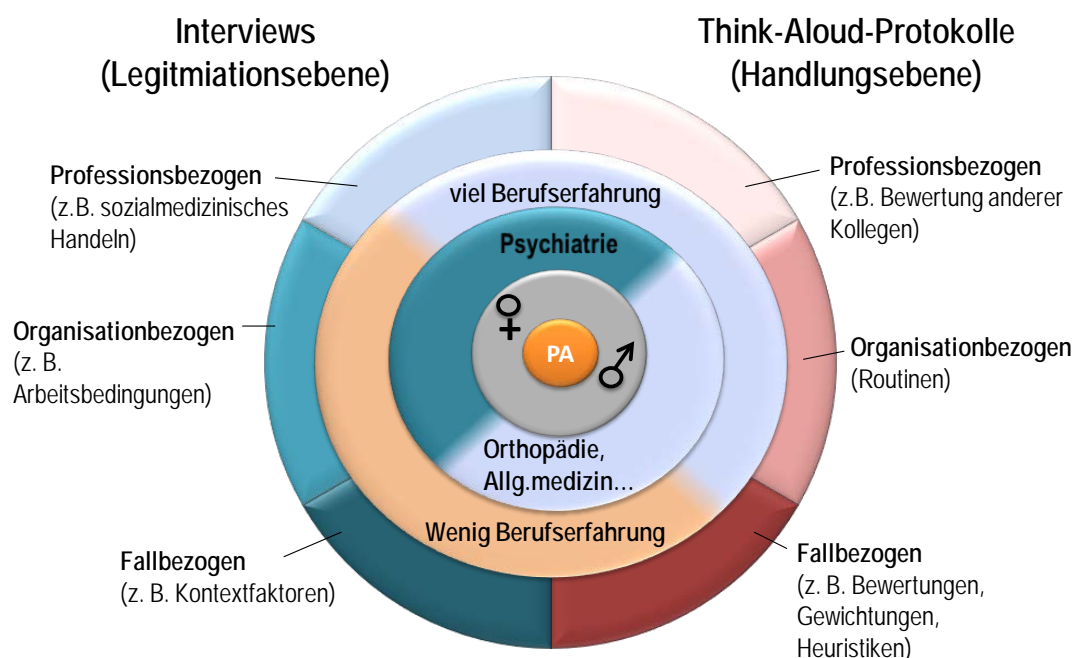 Interviews
(Legitmiationsebene)
Think-Aloud-Protokolle
(Handlungsebene)
Professionsbezogen
(z.B. sozialmedizinisches
Handeln)
Organisationbezogen
(z. B.
Arbeitsbedingungen)
Fallbezogen
(z. B. Kontextfaktoren)
viel Berufserfahrung
Psychiatrie
♀
PA
♂
Orthopädie,
Allg.medizin...
Wenig Berufserfahrung
Professionsbezogen
(z.B. Bewertung anderer
Kollegen)
Organisationbezogen
(Routinen)
Fallbezogen
(z. B. Bewertungen,
Gewichtungen,
Heuristiken)